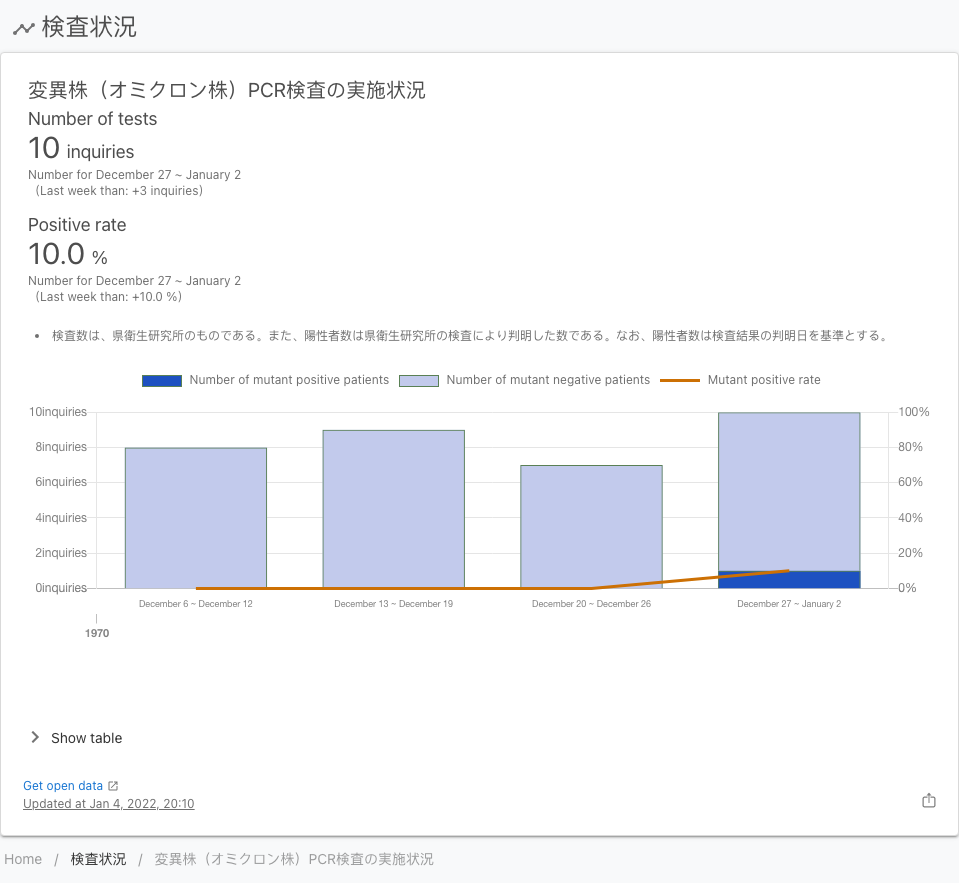 検査状況
変異株（オミクロン株）PCR検査の実施状況
Number of tests
10 inquiries
Number for December 27 ~ January 2
（Last week than: +3 inquiries)
Positive rate
10.0 %
Number for December 27 ~ January 2
（Last week than: +10.0 %)
• 検査数は、県衛生研究所のものである。また、陽性者数は県衛生研究所の検査により判明した数である。なお、陽性者数は検査結果の判明日を基準とする。
Number of mutant positive patients Number of mutant negative patients Mutant positive rate
10inquiries 100%
8inquiries 80%
6inquiries 60%
4inquiries 40%
2inquiries 20%
0inquiries 0%
December 6 ~ December 12 December 13 ~ December 19 December 20 ~ December 26 December 27 ~ January 2
1970
Show table
Get open data
Updated at Jan 4, 2022, 20:10
Home / 検査状況 / 変異株（オミクロン株）PCR検査の実施状況